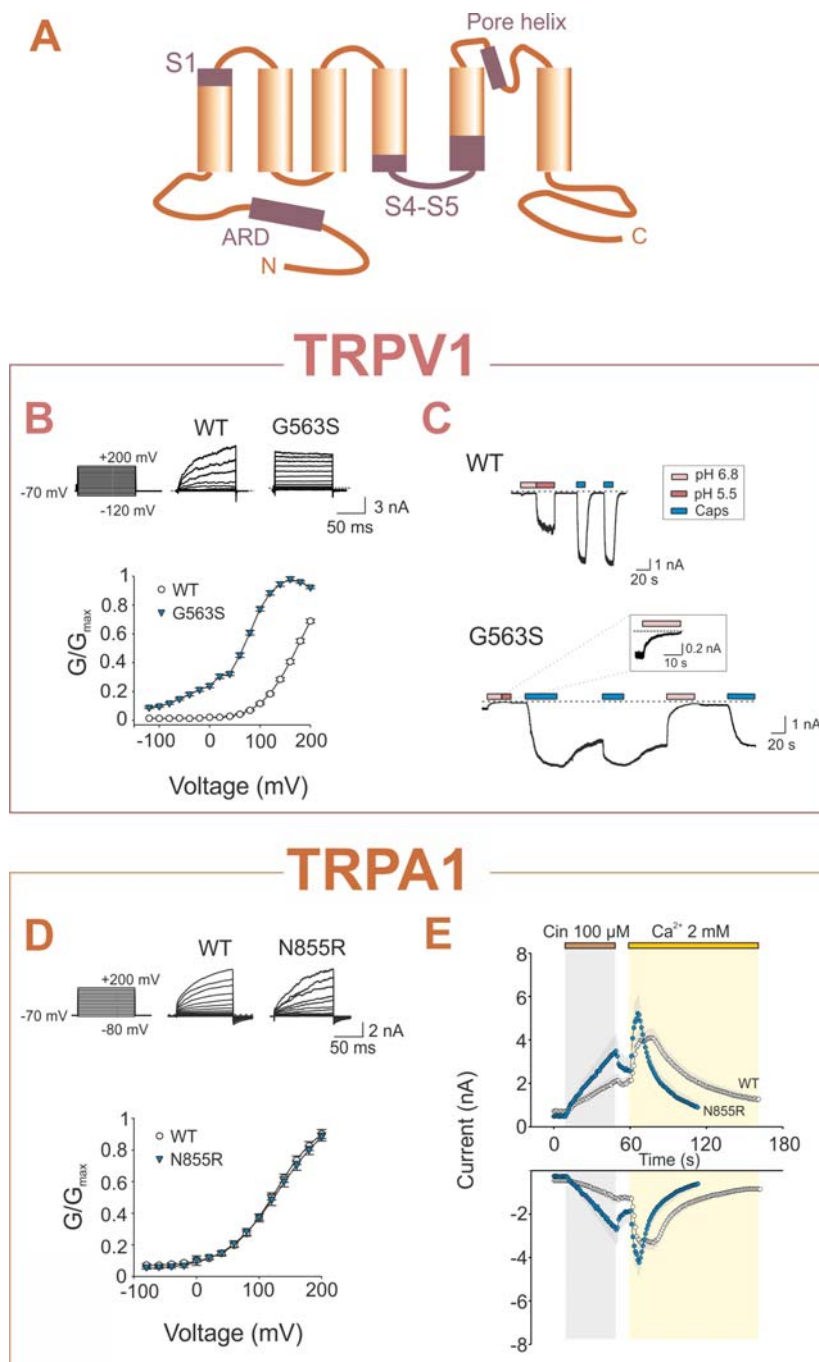 A
Pore helix
S1
S4-S5
ARD
N
C
TRPV1
B
WT
G563S
+200 mV
-70 mV
-120 mV
3 nA
50 ms
1
0.8
0.6
0.4
0.2
0
G/Gmax
WT
G563S
-100
0
100
200
Voltage (mV)
C
WT
pH 6.8
pH 5.5
Caps
1 nA
20 s
G563S
0.2 nA
10 s
1 nA
20 s
TRPA1
D
WT
N855R
+200 mV
-70 mV
-80 mV
2 nA
50 ms
1
0.8
0.6
0.4
0.2
0
G/Gmax
WT
N855R
-100
0
100
200
Voltage (mV)
E
Cin 100 µM
Ca2+ 2 mM
8
6
4
2
0
WT
N855R
0
60
120
180
Time (s)
Current (nA)
-2
-4
-6
-8